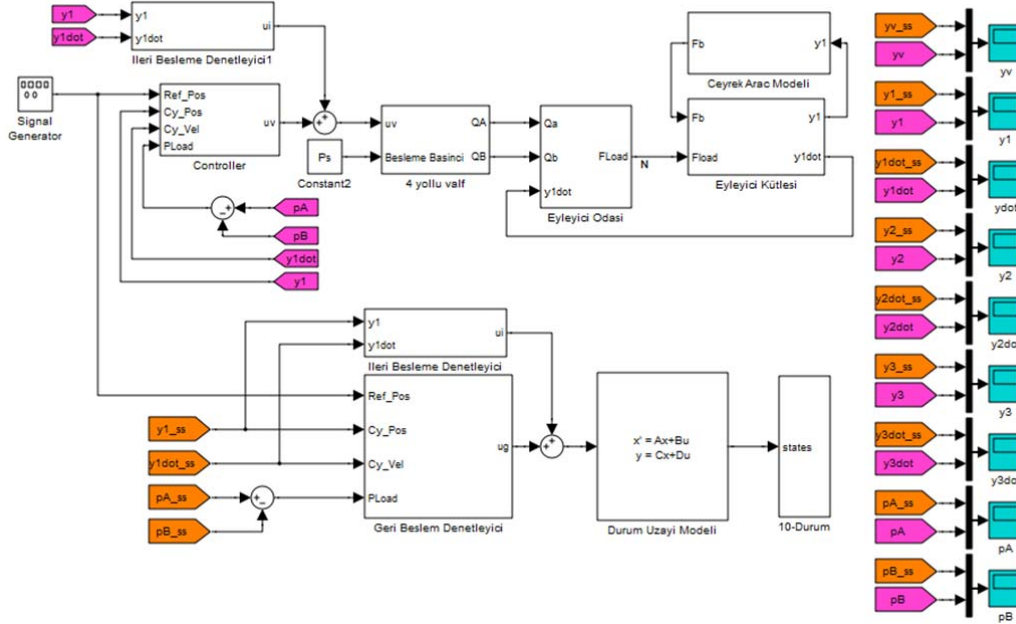 y1
y1dot
y1
y1dot
ui
Ileri Besleme Denetleyici1
Signal
Generator
Ref_Pos
Cy_Pos
Cy_Vel
PLoad
uv
Controller
Ps
Constant2
uv
Besleme Basinci
QA
QB
4 yollu valf
Qa
Qb
y1dot
FLoad
Eyleyici Odasi
N
Fb
y1
Ceyrek Arac Modeli
Fb
Fload
y1
y1dot
Eyleyici Kütlesi
pA
pB
y1dot
y1
y1
y1dot
ui
Ileri Besleme Denetleyici
Ref_Pos
Cy_Pos
Cy_Vel
PLoad
ug
Geri Beslem Denetleyici
y1_ss
y1dot_ss
pA_ss
pB_ss
x' = Ax+Bu
y = Cx+Du
Durum Uzayi Modeli
states
10-Durum
yv_ss
yv
yv
y1_ss
y1
y1
y1dot_ss
y1dot
ydot
y2_ss
y2
y2
y2dot_ss
y2dot
y2do
y3_ss
y3
y3
y3dot_ss
y3dot
y3do
pA_ss
pA
pA
pB_ss
pB
pB